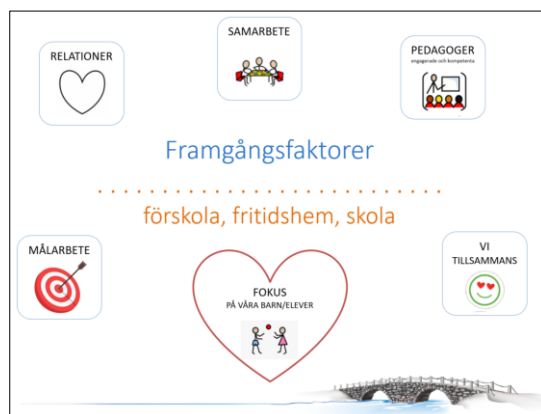 RELATIONER
SAMARBETE
PEDAGOGER
engagerade och kompetenta
Framgångsfaktorer
förskola, fritidshem, skola
MÅLARBETE
FOKUS
PÅ VÅRA BARN/ELEVER
VI
TILLSAMMANS